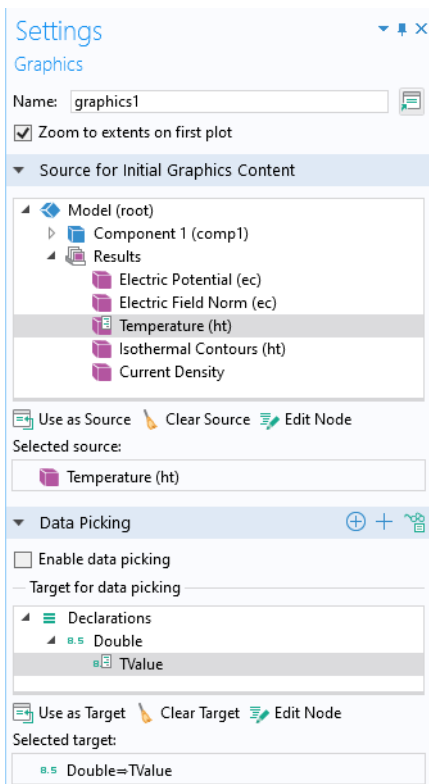 Settings
Graphics
Name: graphics1
Zoom to extents on first plot
Source for Initial Graphics Content
Model (root)
Component 1 (comp1)
Results
Electric Potential (ec)
Electric Field Norm (ec)
Temperature (ht)
Isothermal Contours (ht)
Current Density
Use as Source Clear Source Edit Node
Selected source:
Temperature (ht)
Data Picking
Enable data picking
Target for data picking
Declarations
8.5 Double
TValue
Use as Target Clear Target Edit Node
Selected target:
8.5 Double⇒TValue